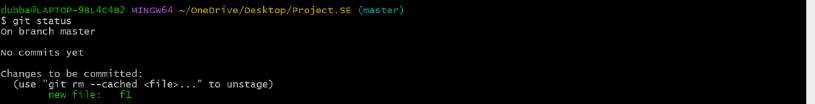 dubba@LAPTOP-9BL4C4B2 MINGW64 ~/OneDrive/Desktop/Project.SE (master)
$ git status
On branch master
No commits yet
Changes to be committed:
(use "git rm --cached <file>..." to unstage)
new file: f1